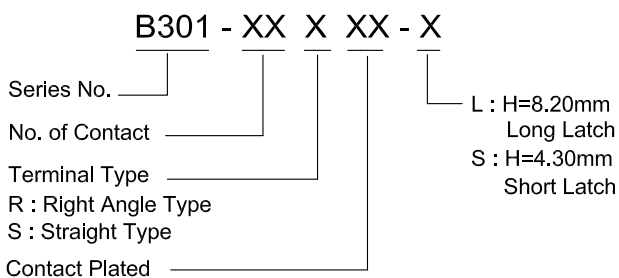 B301 - XX X XX - X
Series No.
No. of Contact
Terminal Type
R : Right Angle Type
S : Straight Type
Contact Plated
L : H=8.20mm
Long Latch
S : H=4.30mm
Short Latch